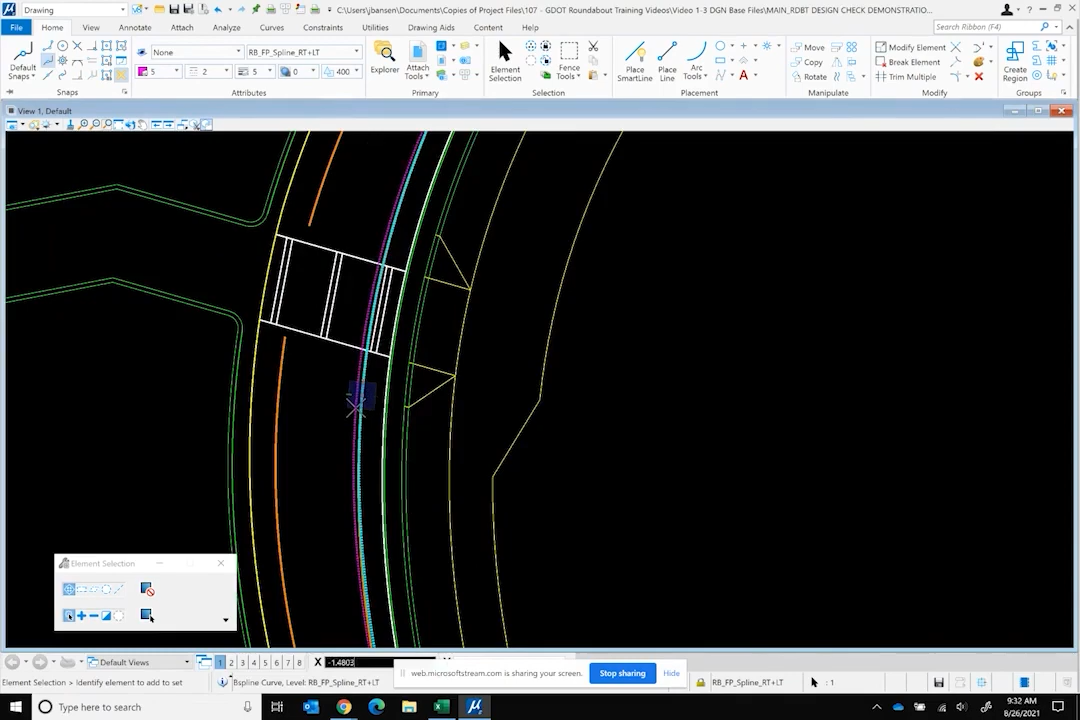 Drawing
C:\Users\bjansen\Documents\Copies of Project Files\107 - GDOT Roundabout Training Videos\Video 1-3 DGN Base Files\MAIN_RDBT DESIGN CHECK DEMONSTRATIO...
File Home View Annotate Attach Analyze Curves Constraints Utilities Drawing Aids Content Help
Search Ribbon (F4)
None RB_FP_Spline_RT+LT
5 2 5 0 400
Default Snaps
Explorer
Attach Tools
Element Selection
Fence Tools
Place SmartLine
Place Line
Arc Tools
Move
Copy
Rotate
Modify Element
Break Element
Trim Multiple
Create Region
Snaps Attributes Primary Selection Placement Manipulate Modify Groups
View 1, Default
Element Selection
Default Views 1 2 3 4 5 6 7 8 X -1.4803
web.microsoftstream.com is sharing your screen. Stop sharing Hide
Element Selection > Identify element to add to set
Bspline Curve, Level: RB_FP_Spline_RT+LT
RB_FP_Spline_RT+LT
: 1
Type here to search
9:32 AM
8/26/2021